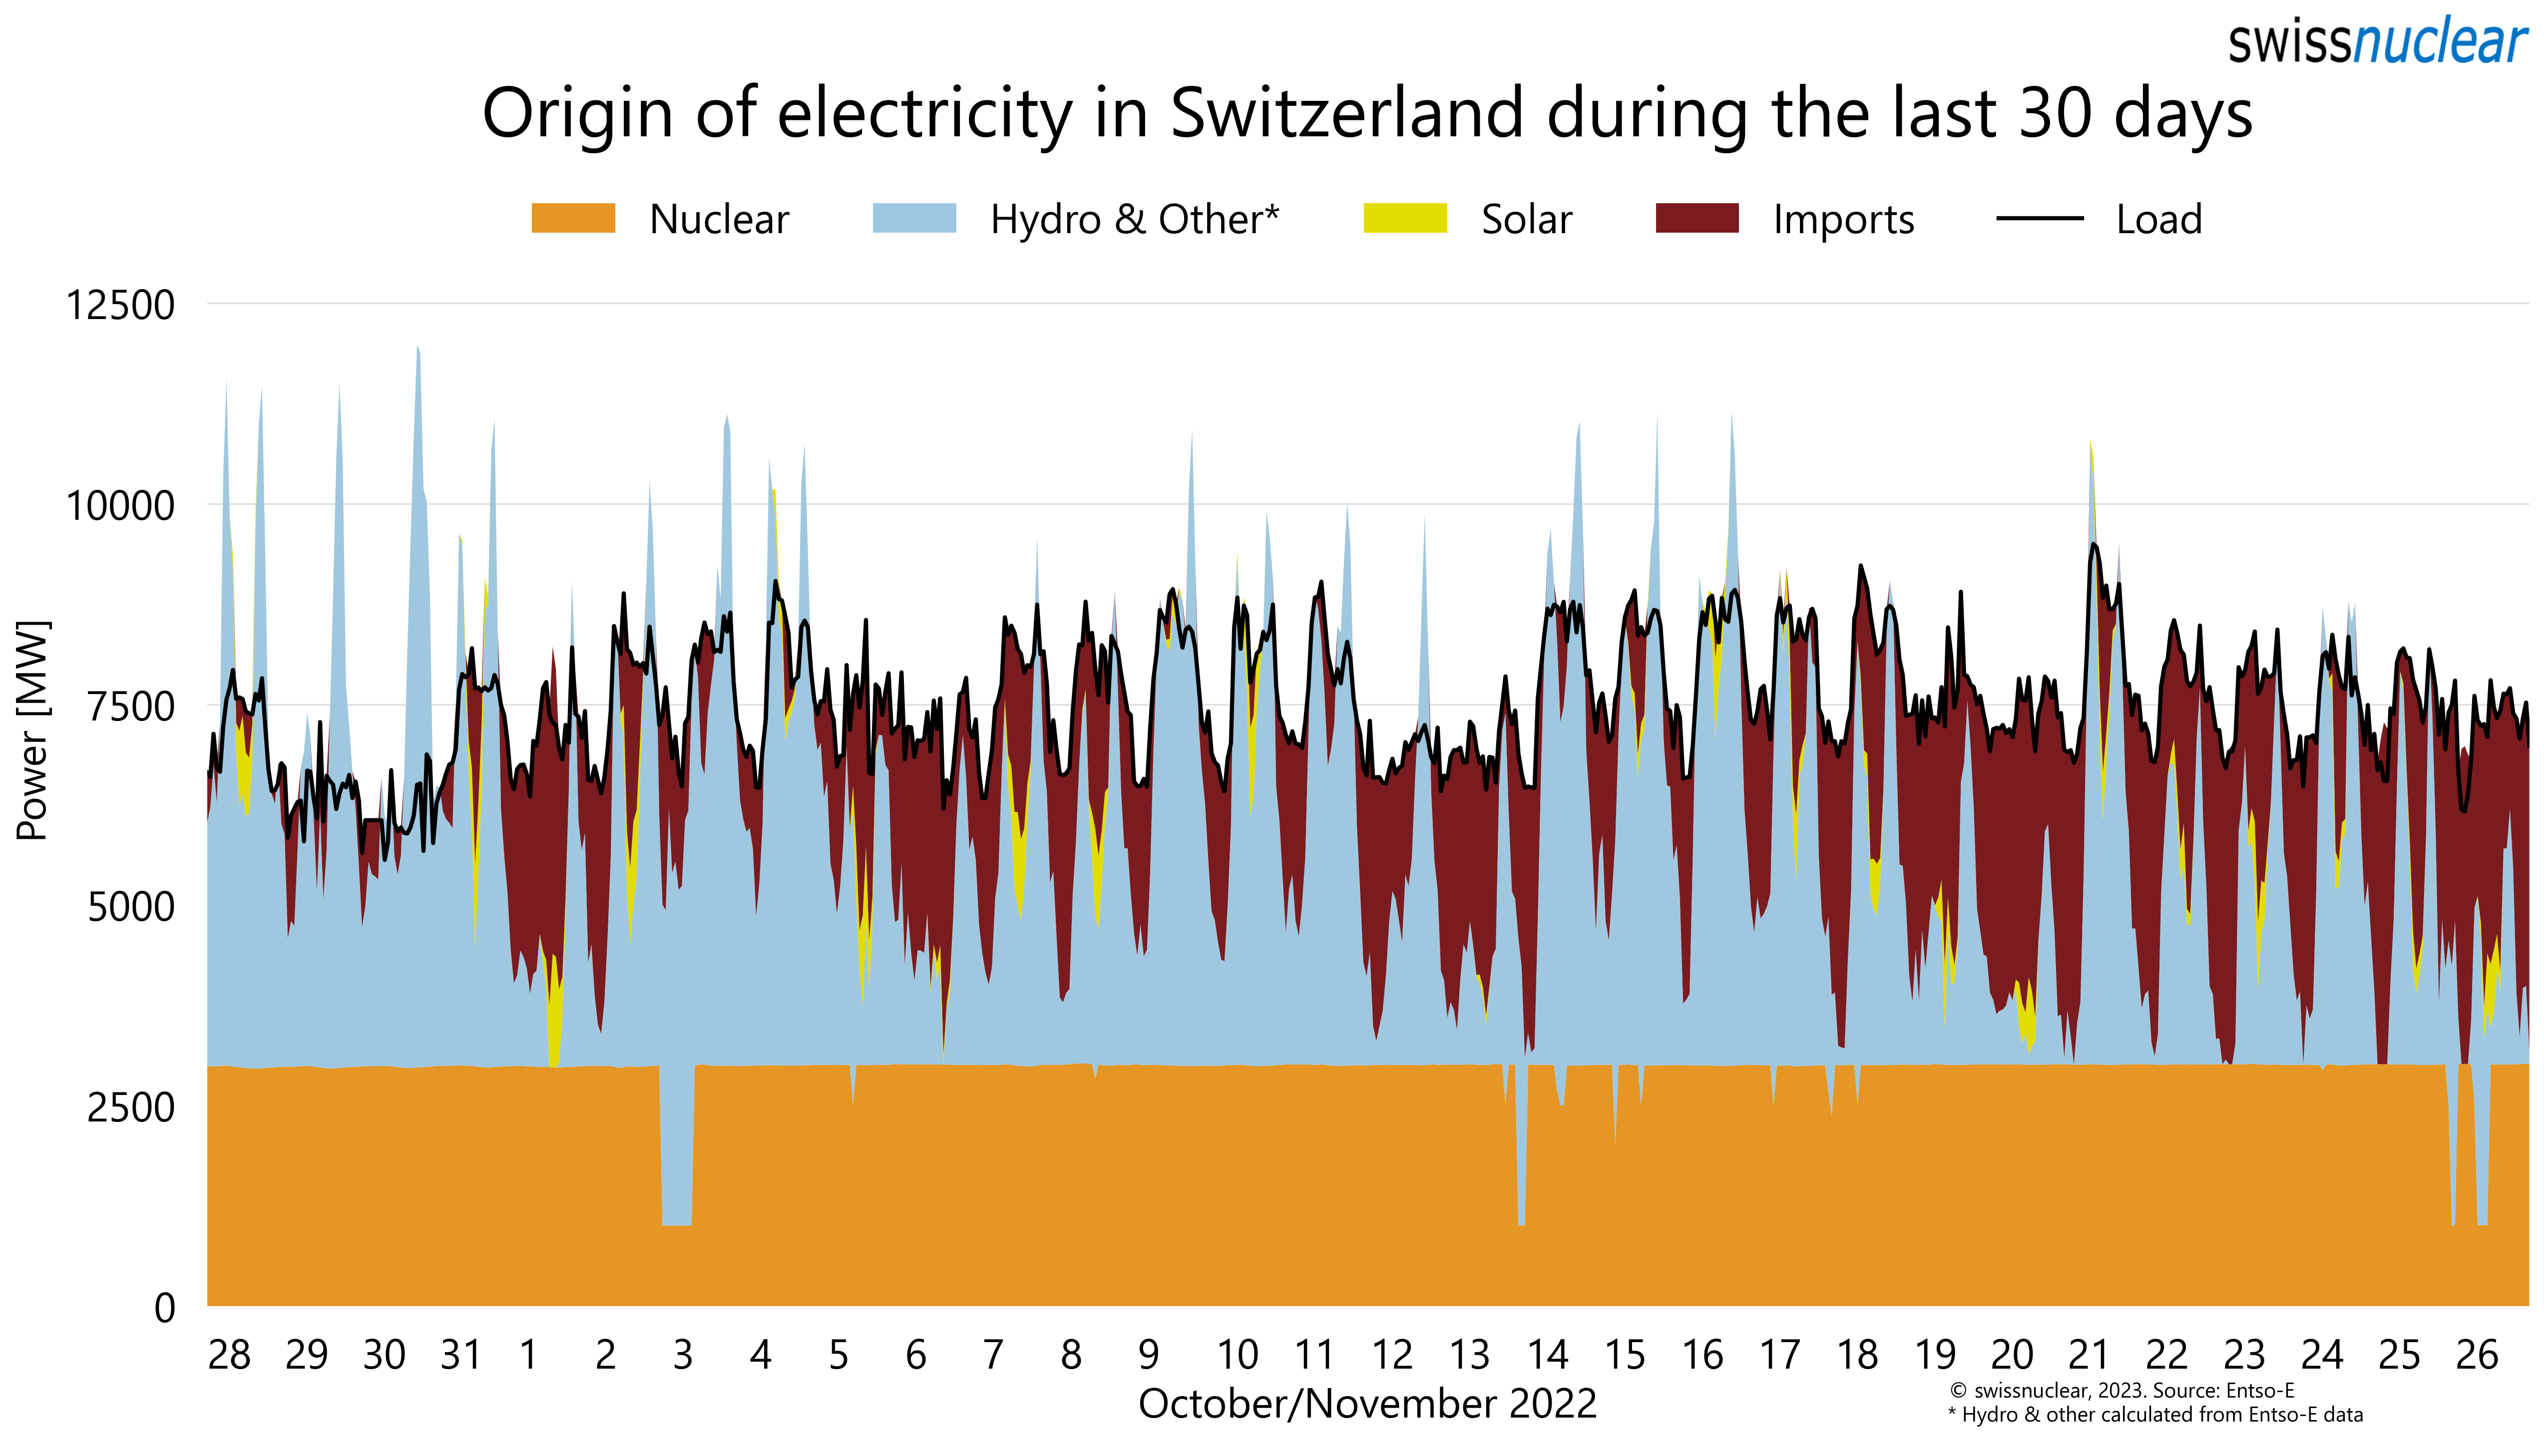 swissnuclear
Origin of electricity in Switzerland during the last 30 days
Nuclear Hydro & Other* Solar Imports Load
12500
10000
7500
5000
2500
0
Power [MW]
28 29 30 31 1 2 3 4 5 6 7 8 9 10 11 12 13 14 15 16 17 18 19 20 21 22 23 24 25 26
October/November 2022
© swissnuclear, 2023. Source: Entso-E
* Hydro & other calculated from Entso-E data